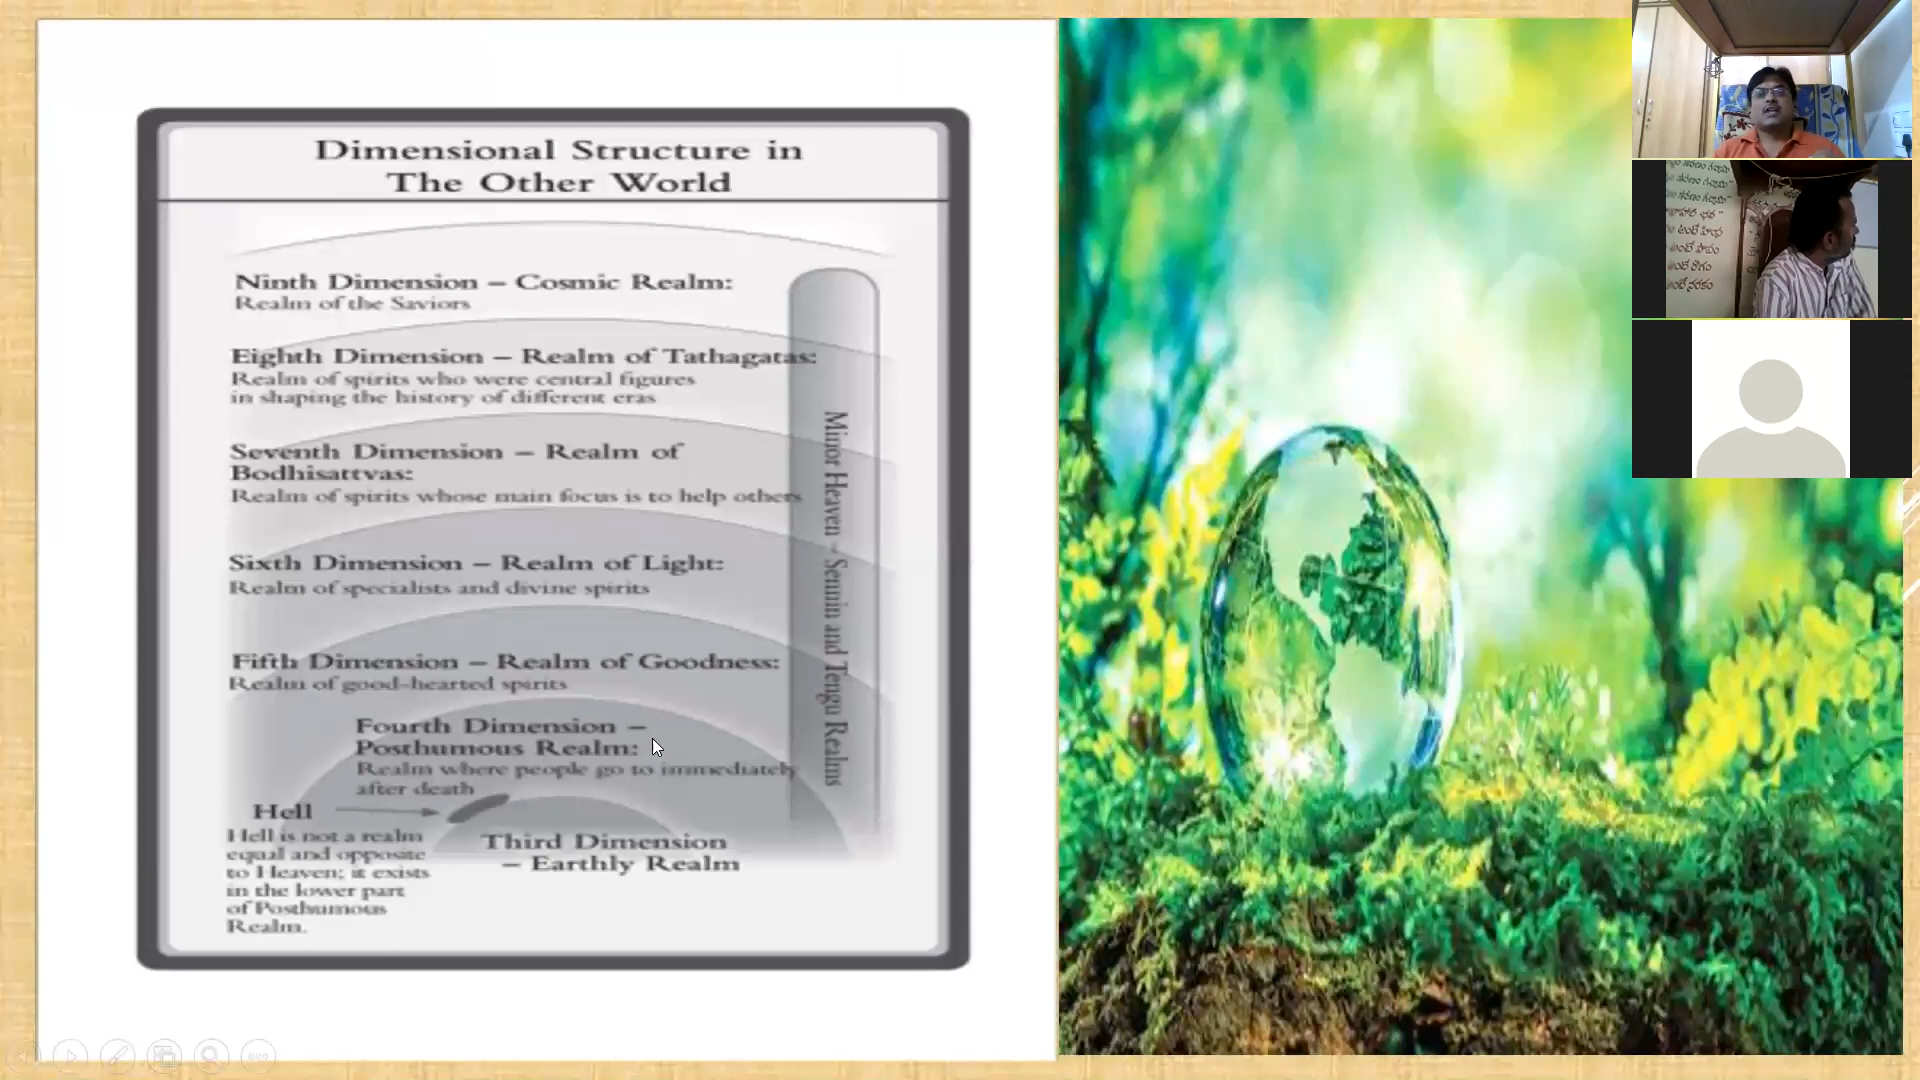 Dimensional Structure in
The Other World
Ninth Dimension – Cosmic Realm:
Realm of the Saviors
Eighth Dimension – Realm of Tathagatas:
Realm of spirits who were central figures
in shaping the history of different eras
Seventh Dimension – Realm of
Bodhisattvas:
Realm of spirits whose main focus is to help others
Sixth Dimension – Realm of Light:
Realm of specialists and divine spirits
Fifth Dimension – Realm of Goodness:
Realm of good-hearted spirits
Fourth Dimension –
Posthumous Realm:
Realm where people go to immediately
after death
Hell
Hell is not a realm
equal and opposite
to Heaven; it exists
in the lower part
of Posthumous
Realm.
Third Dimension
– Earthly Realm
Minor Heaven - Sennin and Tengu Realms
శరణం గచ్ఛామి
శరణం గచ్ఛామి
అంటే హింస
అంటే పాపం
అంటే రోగం
అంటే నరకం